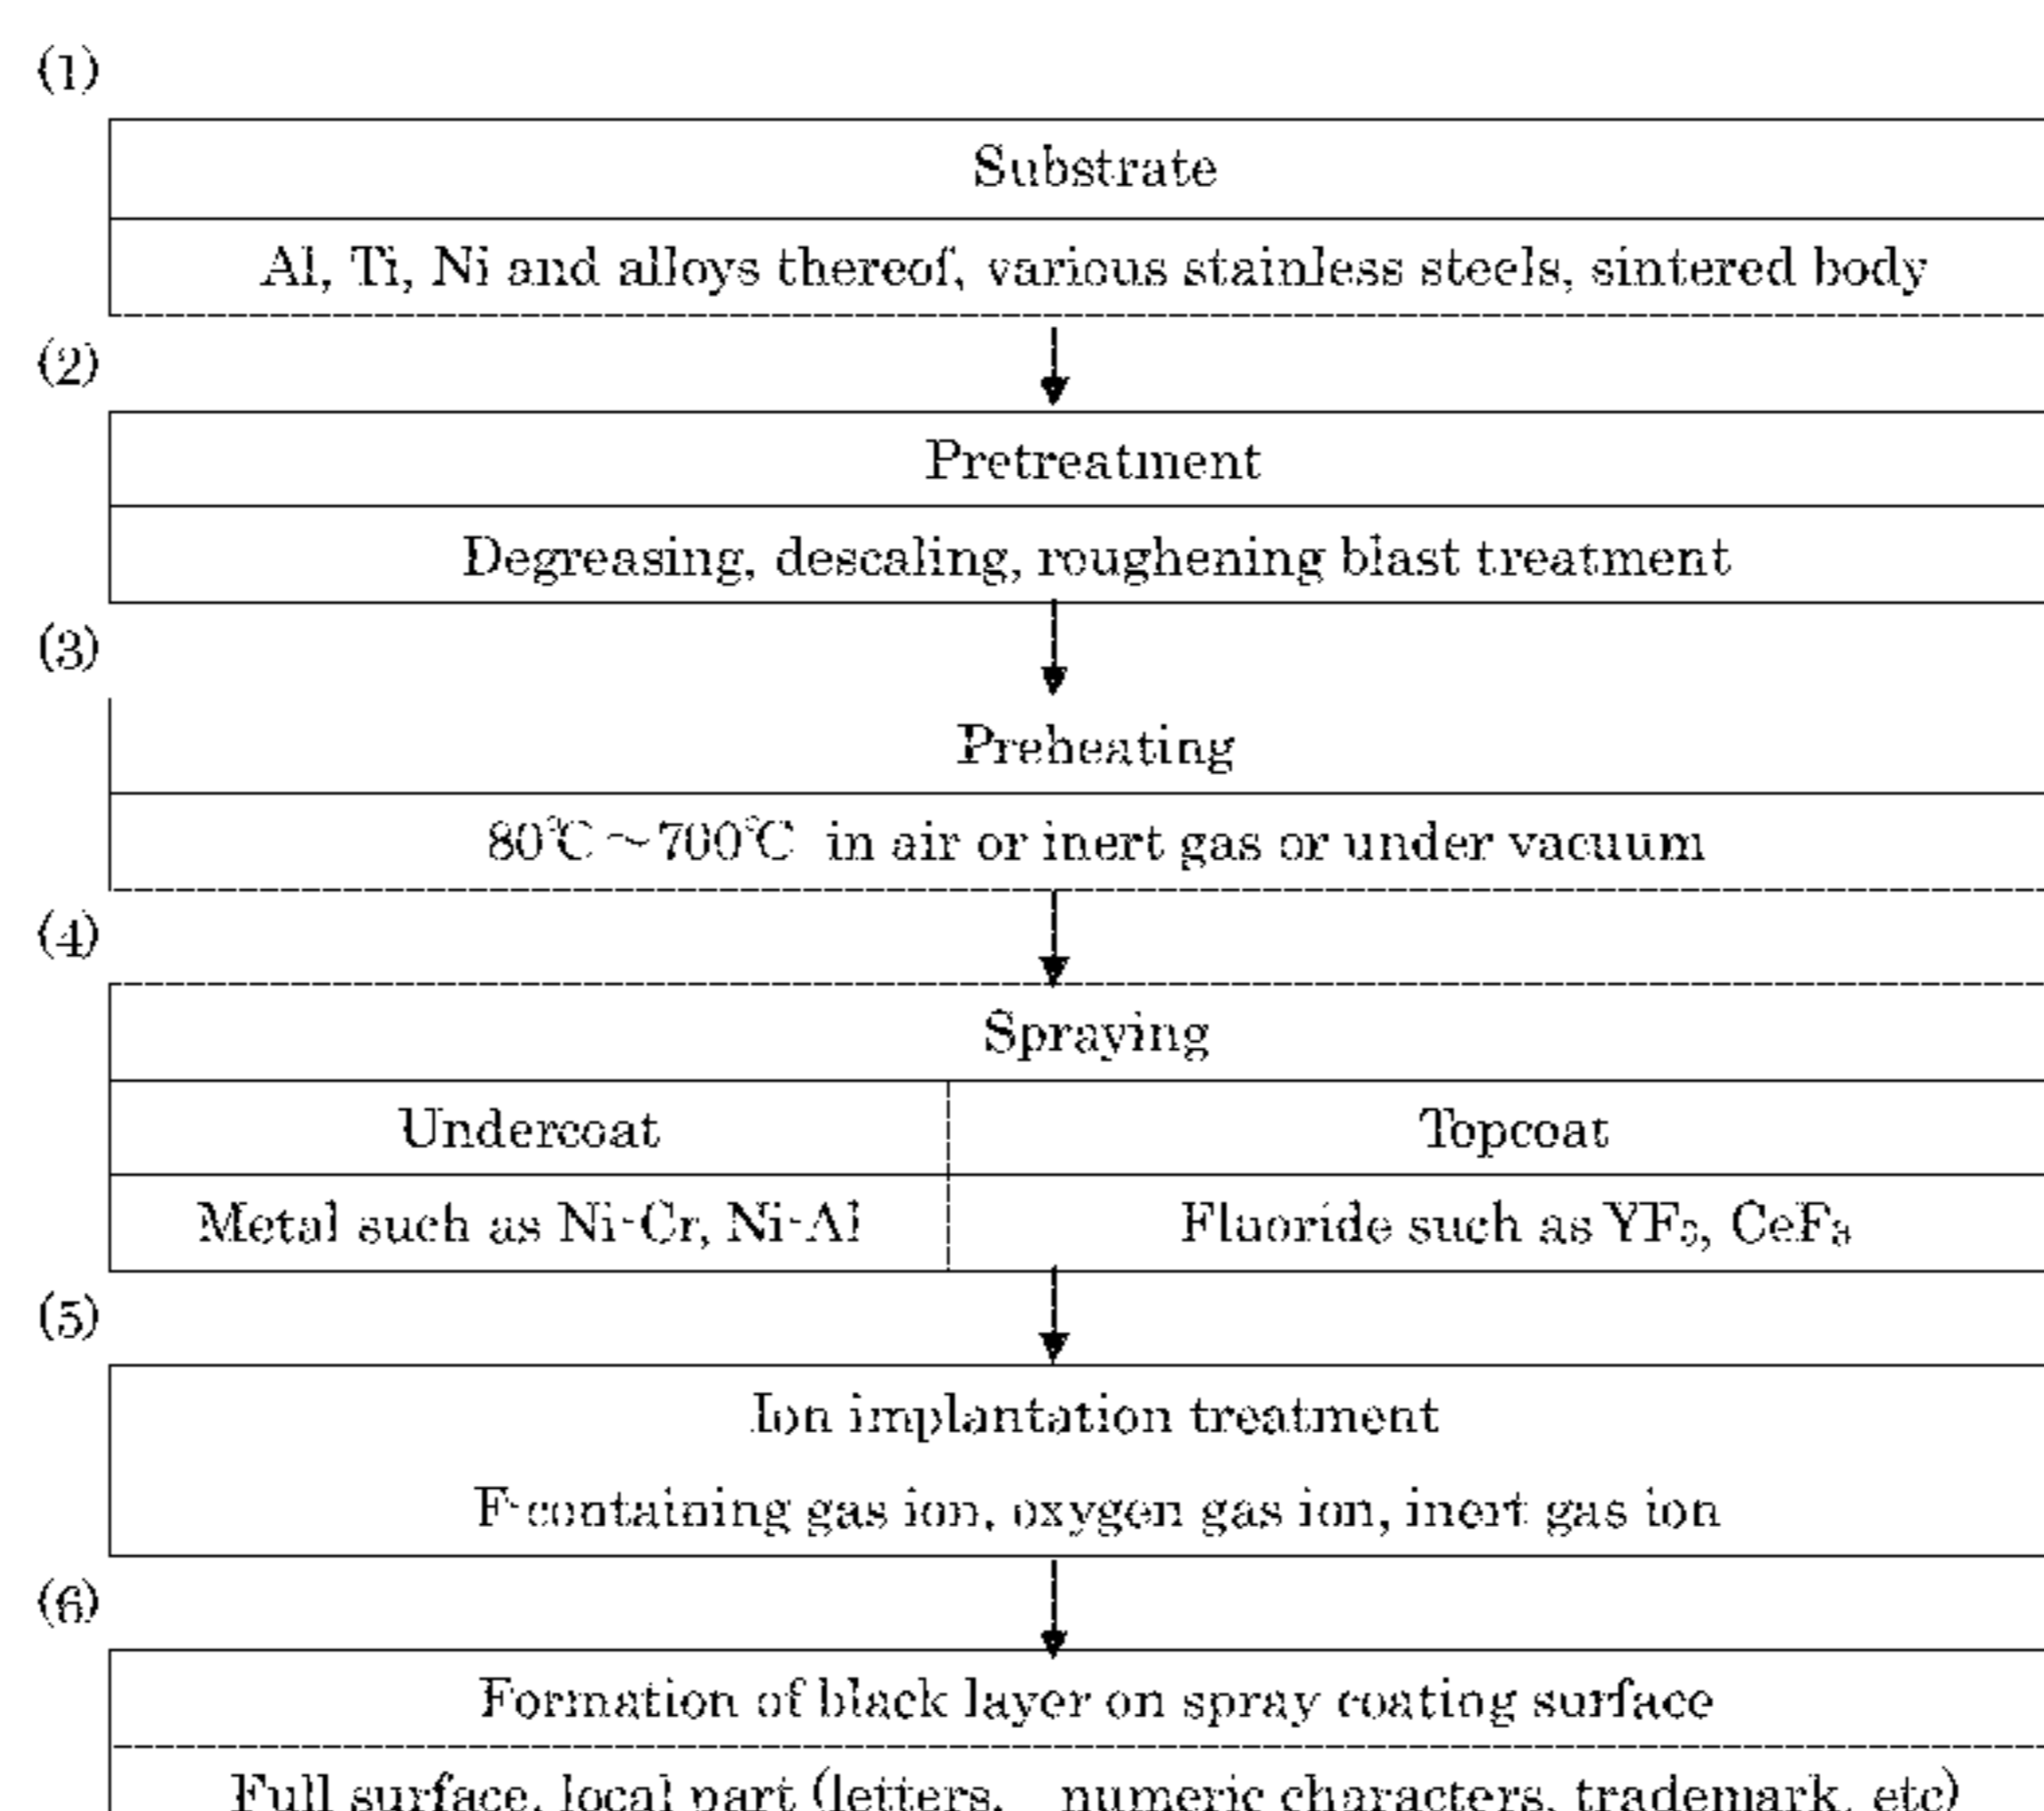 (1)
Substrate
Al, Ti, Ni and alloys thereof, various stainless steels, sintered body
(2)
Pretreatment
Degreasing, descaling, roughening blast treatment
(3)
Preheating
80℃～700℃ in air or inert gas or under vacuum
(4)
Spraying
Undercoat Topcoat
Metal such as Ni-Cr, Ni-Al Fluoride such as YF₃, CeF₃
(5)
Ion implantation treatment
F-containing gas ion, oxygen gas ion, inert gas ion
(6)
Formation of black layer on spray coating surface
Full surface, local part (letters, numeric characters, trademark, etc)